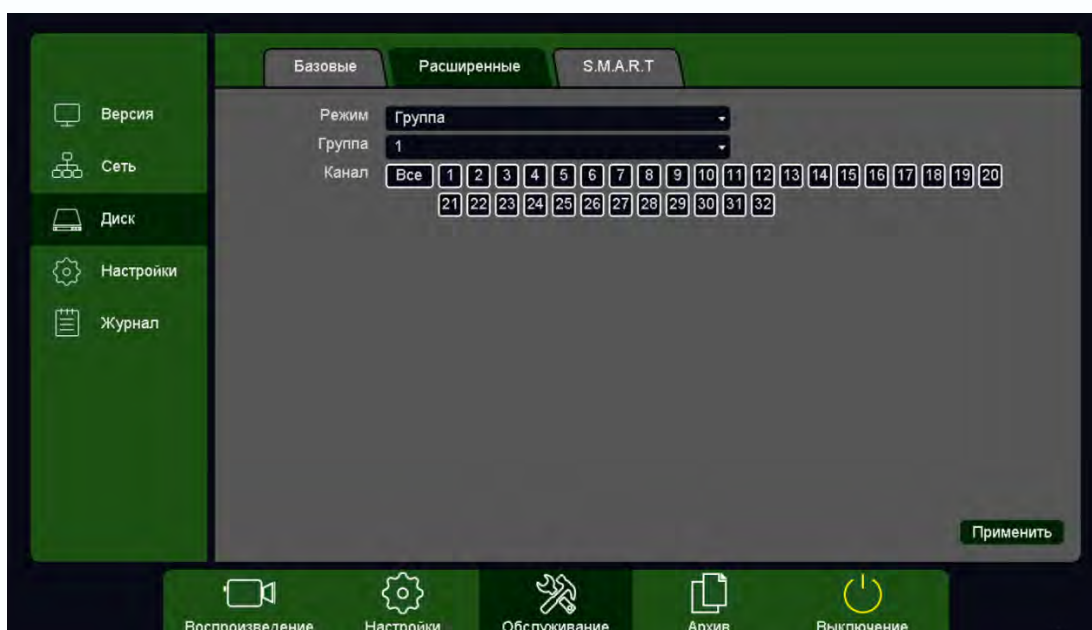 Базовые Расширенные S.M.A.R.T
Версия
Сеть
Диск
Настройки
Журнал
Режим Группа
Группа 1
Канал Все 1 2 3 4 5 6 7 8 9 10 11 12 13 14 15 16 17 18 19 20
21 22 23 24 25 26 27 28 29 30 31 32
Применить
Воспроизведение Настройки Обслуживание Архив Выключение